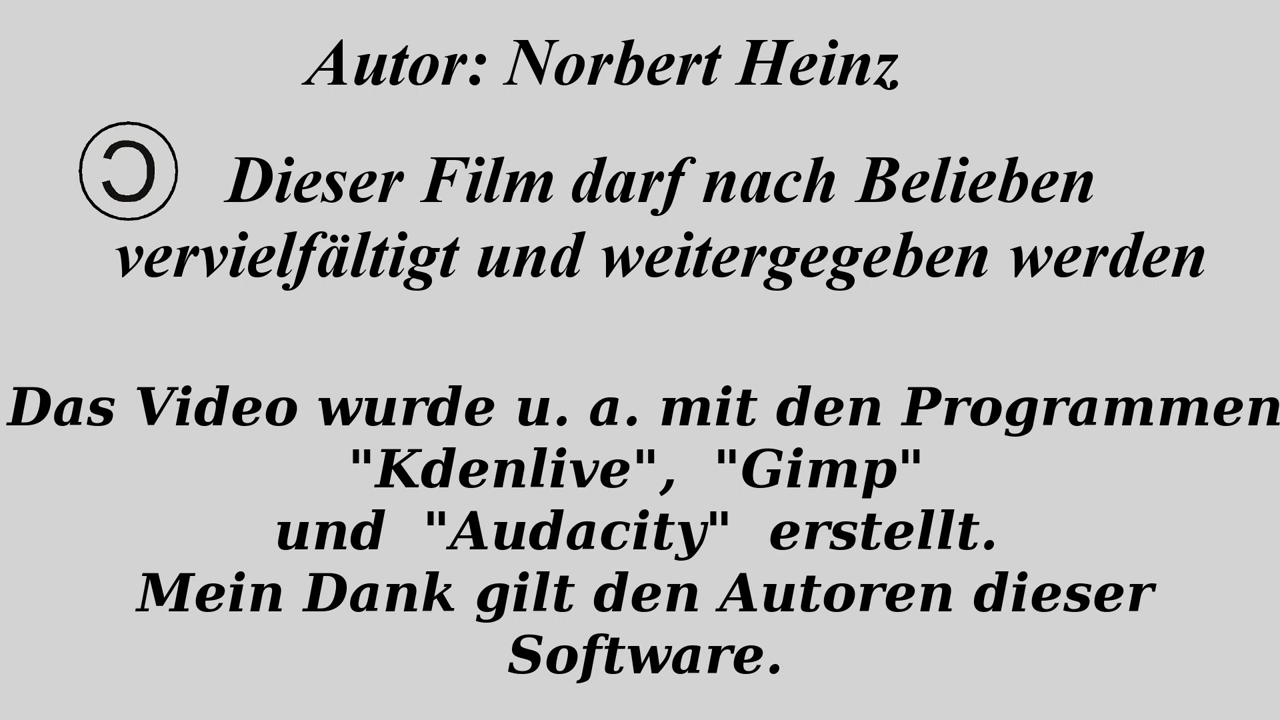 Autor: Norbert Heinz
Ɔ Dieser Film darf nach Belieben
vervielfältigt und weitergegeben werden
Das Video wurde u. a. mit den Programmen
"Kdenlive", "Gimp"
und "Audacity" erstellt.
Mein Dank gilt den Autoren dieser
Software.